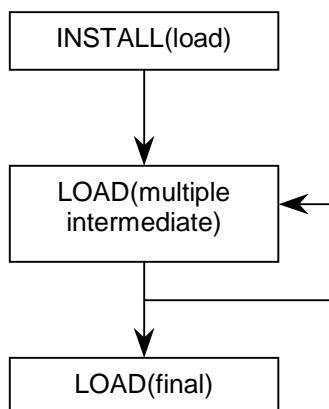 INSTALL(load)
LOAD(multiple
intermediate)
LOAD(final)